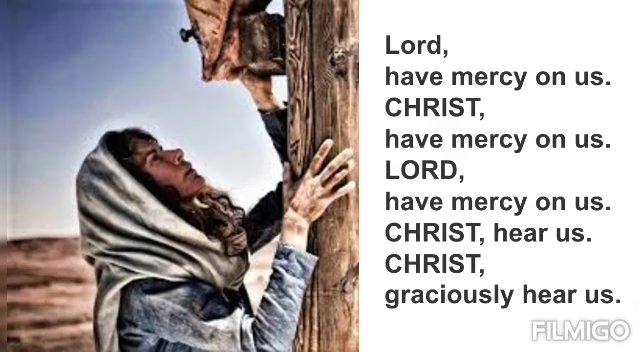 Lord,
have mercy on us.
CHRIST,
have mercy on us.
LORD,
have mercy on us.
CHRIST, hear us.
CHRIST,
graciously hear us.
FILMIGO